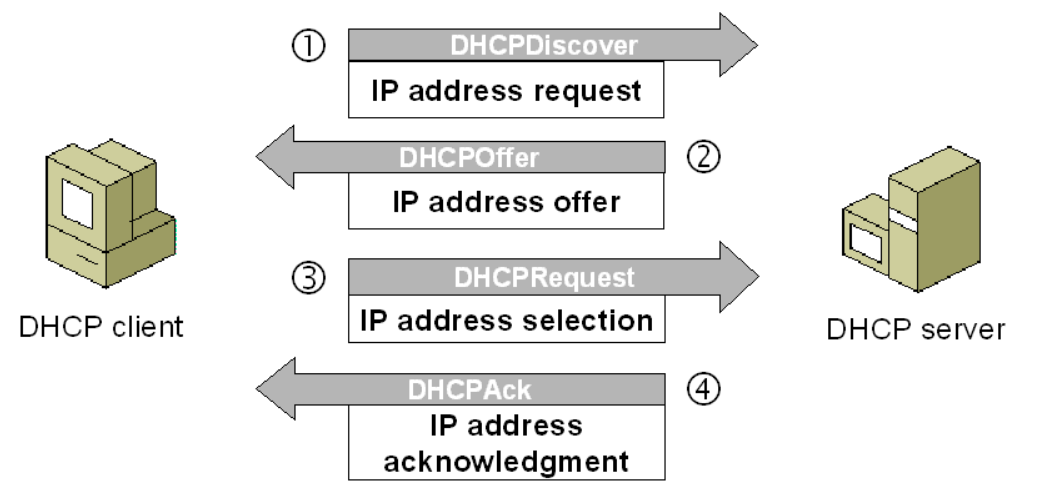 ① DHCPDiscover
IP address request
DHCPOffer ②
IP address offer
③ DHCPRequest
IP address selection
DHCP client
DHCP server
DHCPAck ④
IP address
acknowledgment